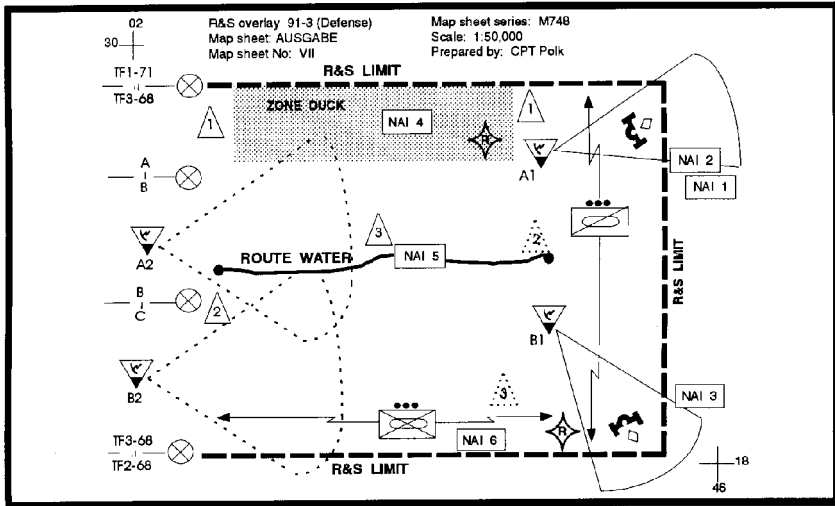 02
30
R&S overlay 91-3 (Defense)
Map sheet: AUSGABE
Map sheet No: VII
Map sheet series: M748
Scale: 1:50,000
Prepared by: CPT Polk
R&S LIMIT
TF1-71
TF3-68
ZONE DUCK
NAI 4
1
1
R
A1
NAI 2
NAI 1
A
B
A2
3
ROUTE WATER
NAI 5
2
R&S LIMIT
B
C
2
B1
B2
3
NAI 3
R
NAI 6
TF3-68
TF2-68
R&S LIMIT
18
46